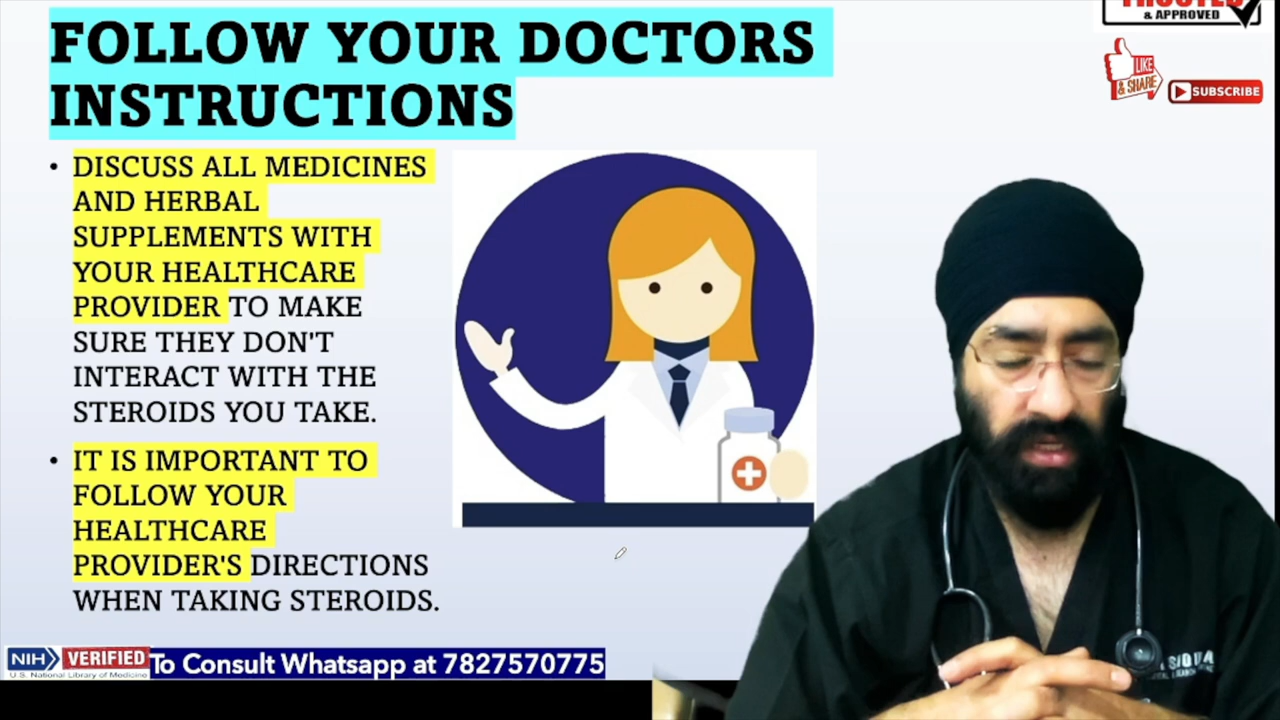 FOLLOW YOUR DOCTORS
INSTRUCTIONS
• DISCUSS ALL MEDICINES
AND HERBAL
SUPPLEMENTS WITH
YOUR HEALTHCARE
PROVIDER TO MAKE
SURE THEY DON'T
INTERACT WITH THE
STEROIDS YOU TAKE.
• IT IS IMPORTANT TO
FOLLOW YOUR
HEALTHCARE
PROVIDER'S DIRECTIONS
WHEN TAKING STEROIDS.
& APPROVED
LIKE
& SHARE
SUBSCRIBE
NIH VERIFIED
U.S. National Library of Medicine
To Consult Whatsapp at 7827570775